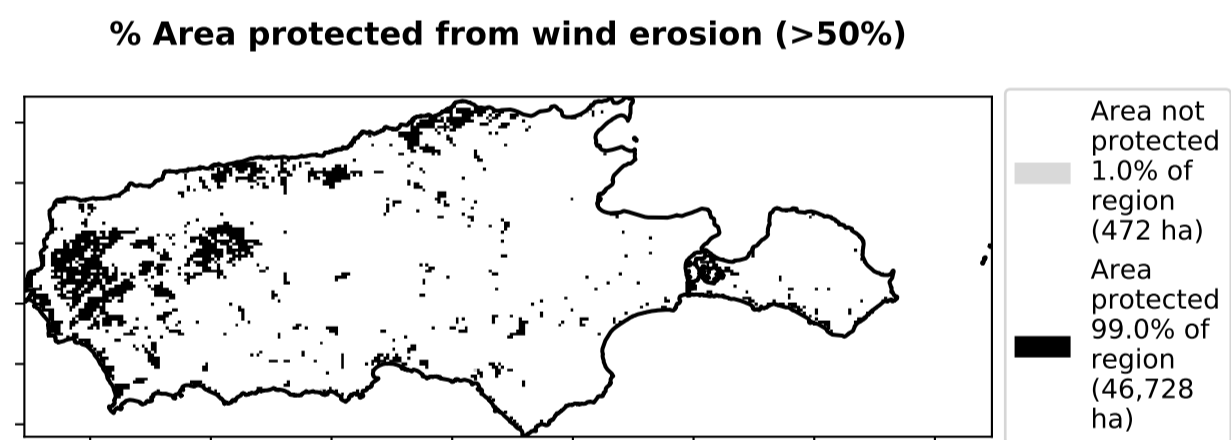 % Area protected from wind erosion (>50%)
Area not
protected
1.0% of
region
(472 ha)
Area
protected
99.0% of
region
(46,728
ha)